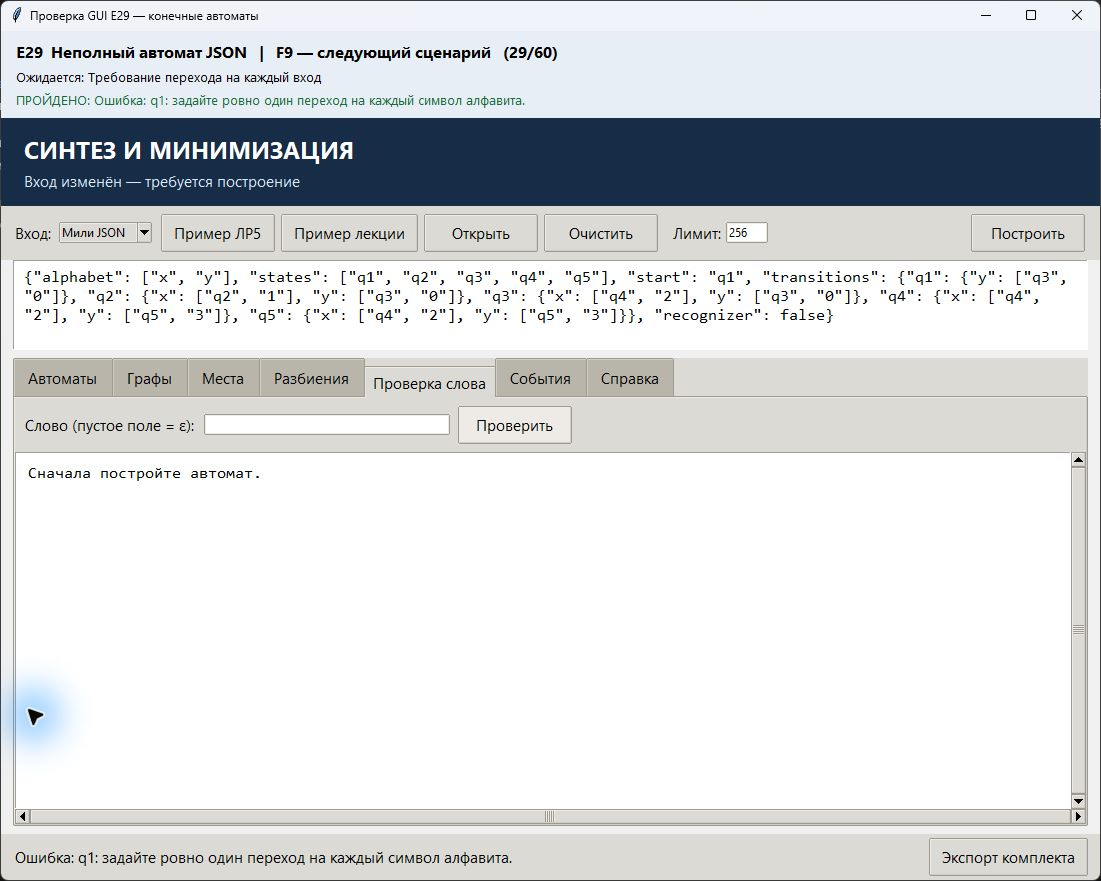 Проверка GUI E29 — конечные автоматы
E29 Неполный автомат JSON | F9 — следующий сценарий (29/60)
Ожидается: Требование перехода на каждый вход
ПРОЙДЕНО: Ошибка: q1: задайте ровно один переход на каждый символ алфавита.
СИНТЕЗ И МИНИМИЗАЦИЯ
Вход изменён — требуется построение
Вход: Мили JSON Пример ЛР5 Пример лекции Открыть Очистить Лимит: 256 Построить
{"alphabet": ["x", "y"], "states": ["q1", "q2", "q3", "q4", "q5"], "start": "q1", "transitions": {"q1": {"y": ["q3",
"0"]}, "q2": {"x": ["q2", "1"], "y": ["q3", "0"]}, "q3": {"x": ["q4", "2"], "y": ["q3", "0"]}, "q4": {"x": ["q4",
"2"], "y": ["q5", "3"]}, "q5": {"x": ["q4", "2"], "y": ["q5", "3"]}}, "recognizer": false}
Автоматы Графы Места Разбиения Проверка слова События Справка
Слово (пустое поле = ε): Проверить
Сначала постройте автомат.
Ошибка: q1: задайте ровно один переход на каждый символ алфавита. Экспорт комплекта